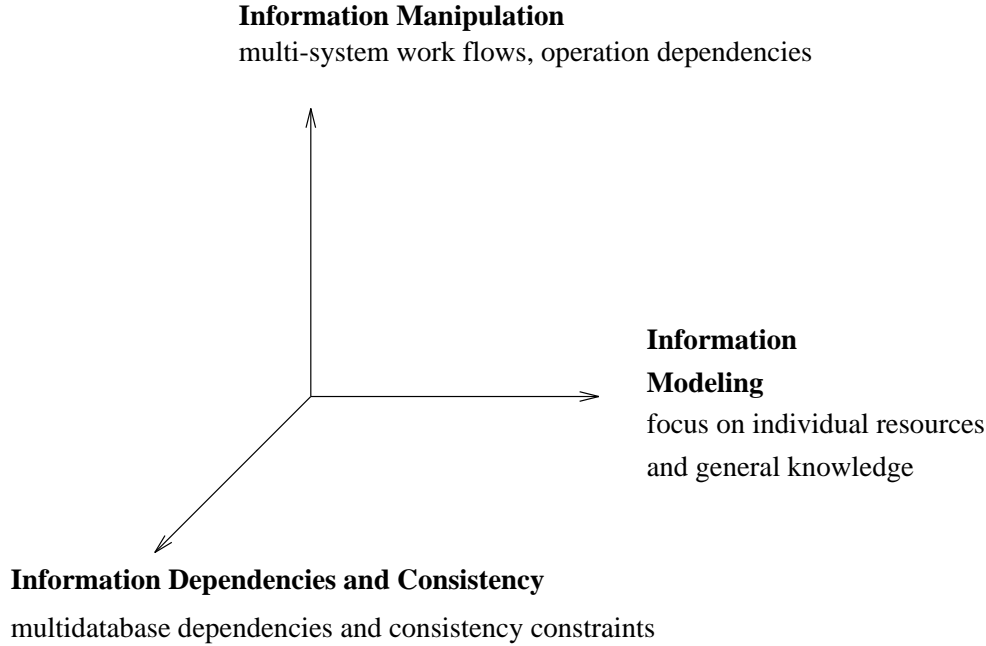 Information Manipulation
multi-system work flows, operation dependencies
Information
Modeling
focus on individual resources
and general knowledge
Information Dependencies and Consistency
multidatabase dependencies and consistency constraints